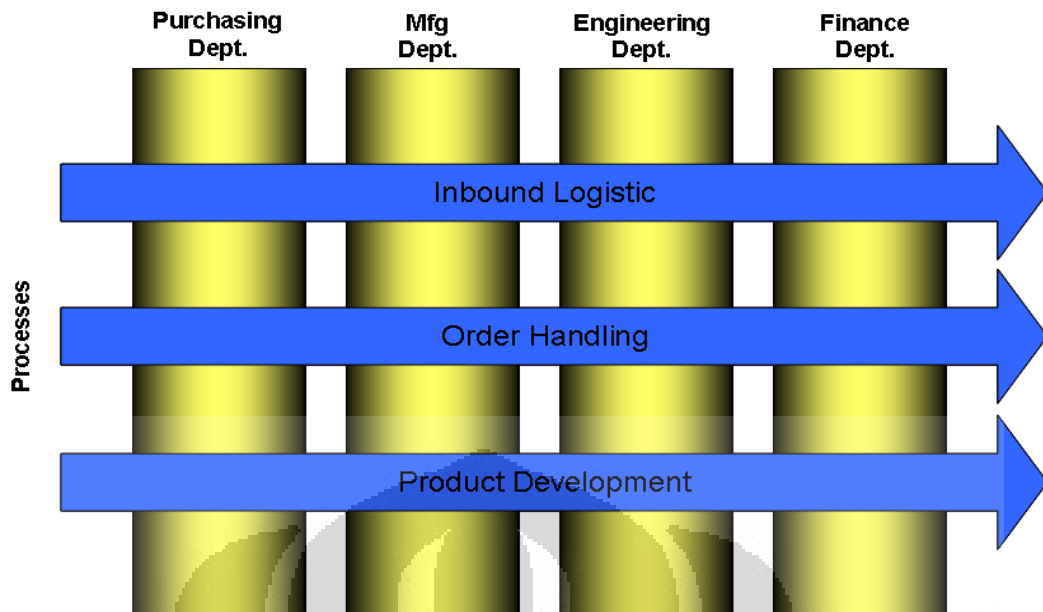 Purchasing
Dept.
Mfg
Dept.
Engineering
Dept.
Finance
Dept.
Processes
Inbound Logistic
Order Handling
Product Development